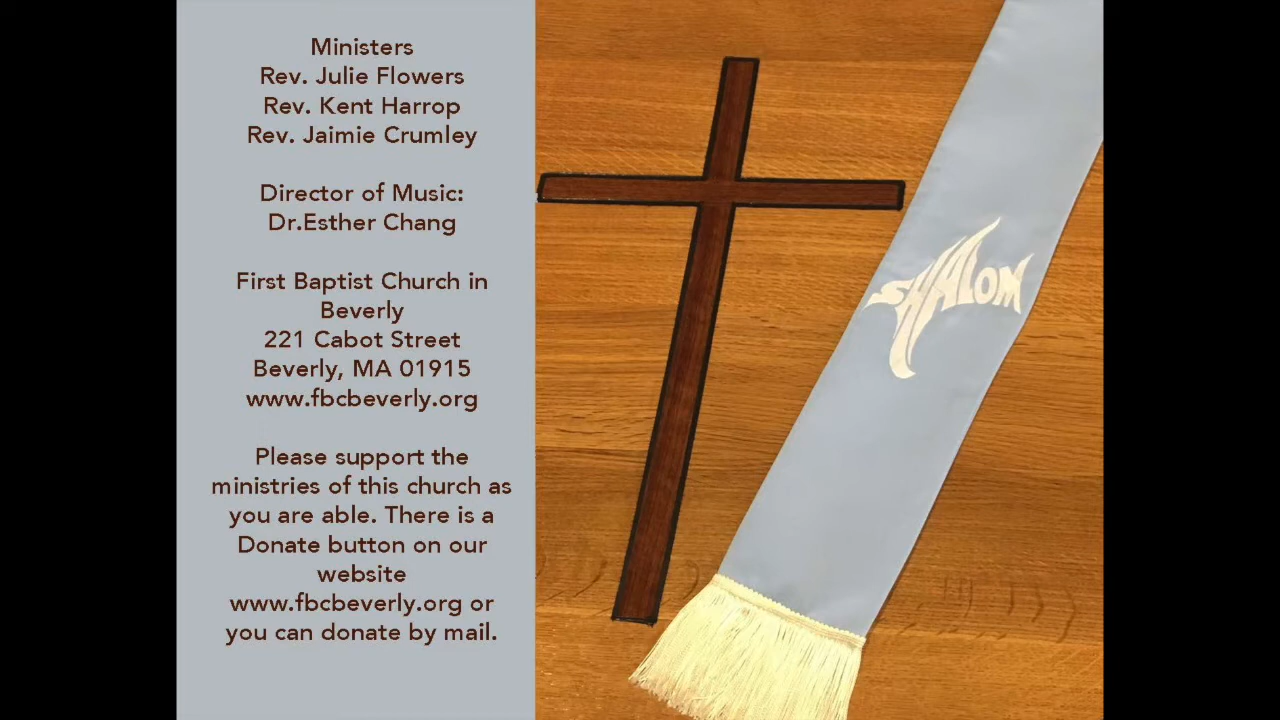 Ministers
Rev. Julie Flowers
Rev. Kent Harrop
Rev. Jaimie Crumley
Director of Music:
Dr.Esther Chang
First Baptist Church in
Beverly
221 Cabot Street
Beverly, MA 01915
www.fbcbeverly.org
Please support the
ministries of this church as
you are able. There is a
Donate button on our
website
www.fbcbeverly.org or
you can donate by mail.
SHALOM